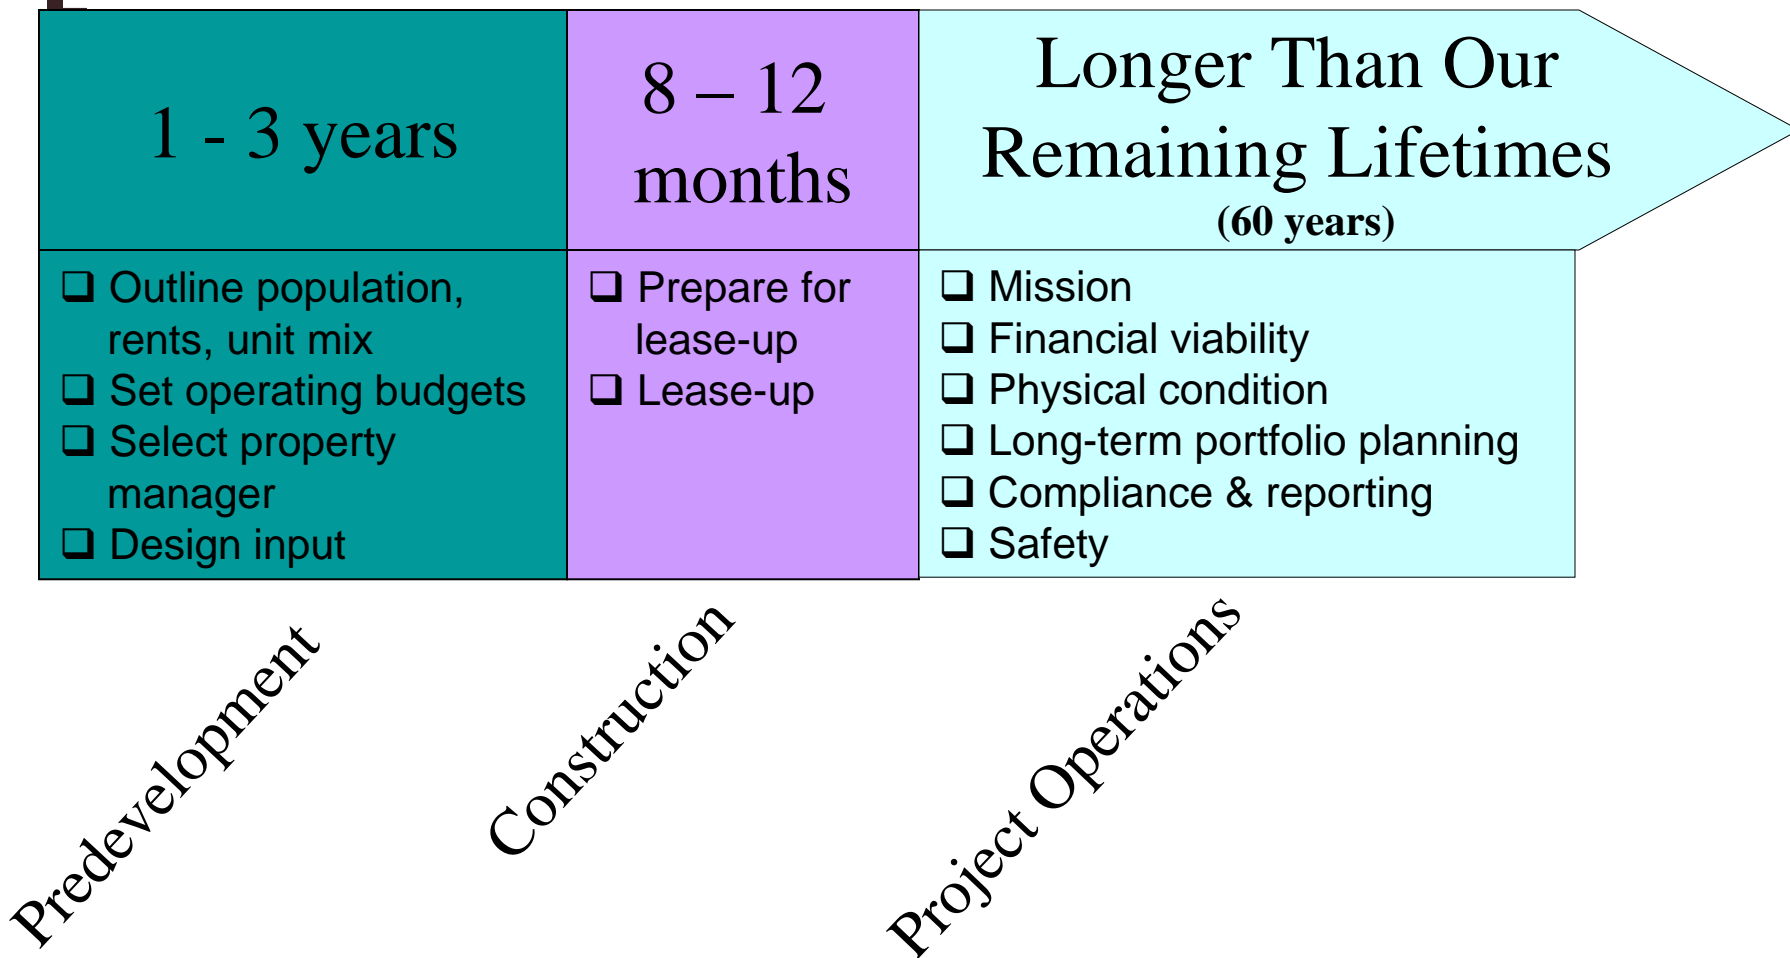 1 - 3 years
8 – 12
months
Longer Than Our
Remaining Lifetimes
(60 years)
❑ Outline population,
rents, unit mix
❑ Set operating budgets
❑ Select property
manager
❑ Design input
❑ Prepare for
lease-up
❑ Lease-up
❑ Mission
❑ Financial viability
❑ Physical condition
❑ Long-term portfolio planning
❑ Compliance & reporting
❑ Safety
Predevelopment
Construction
Project Operations